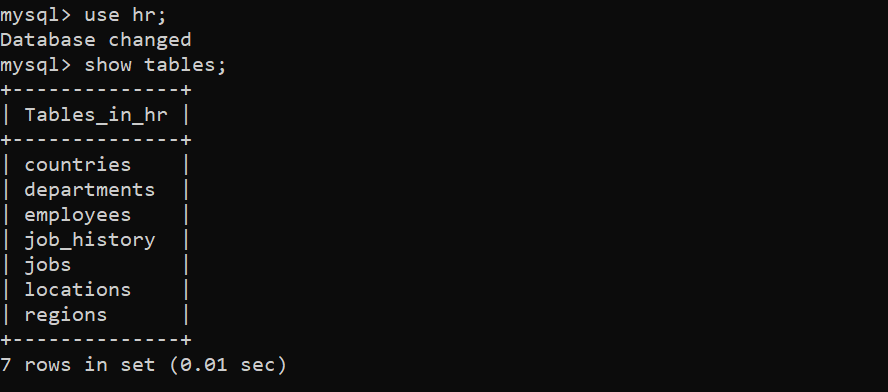 mysql> use hr;
Database changed
mysql> show tables;
+--------------+
| Tables_in_hr |
+--------------+
| countries    |
| departments  |
| employees    |
| job_history  |
| jobs         |
| locations    |
| regions      |
+--------------+
7 rows in set (0.01 sec)